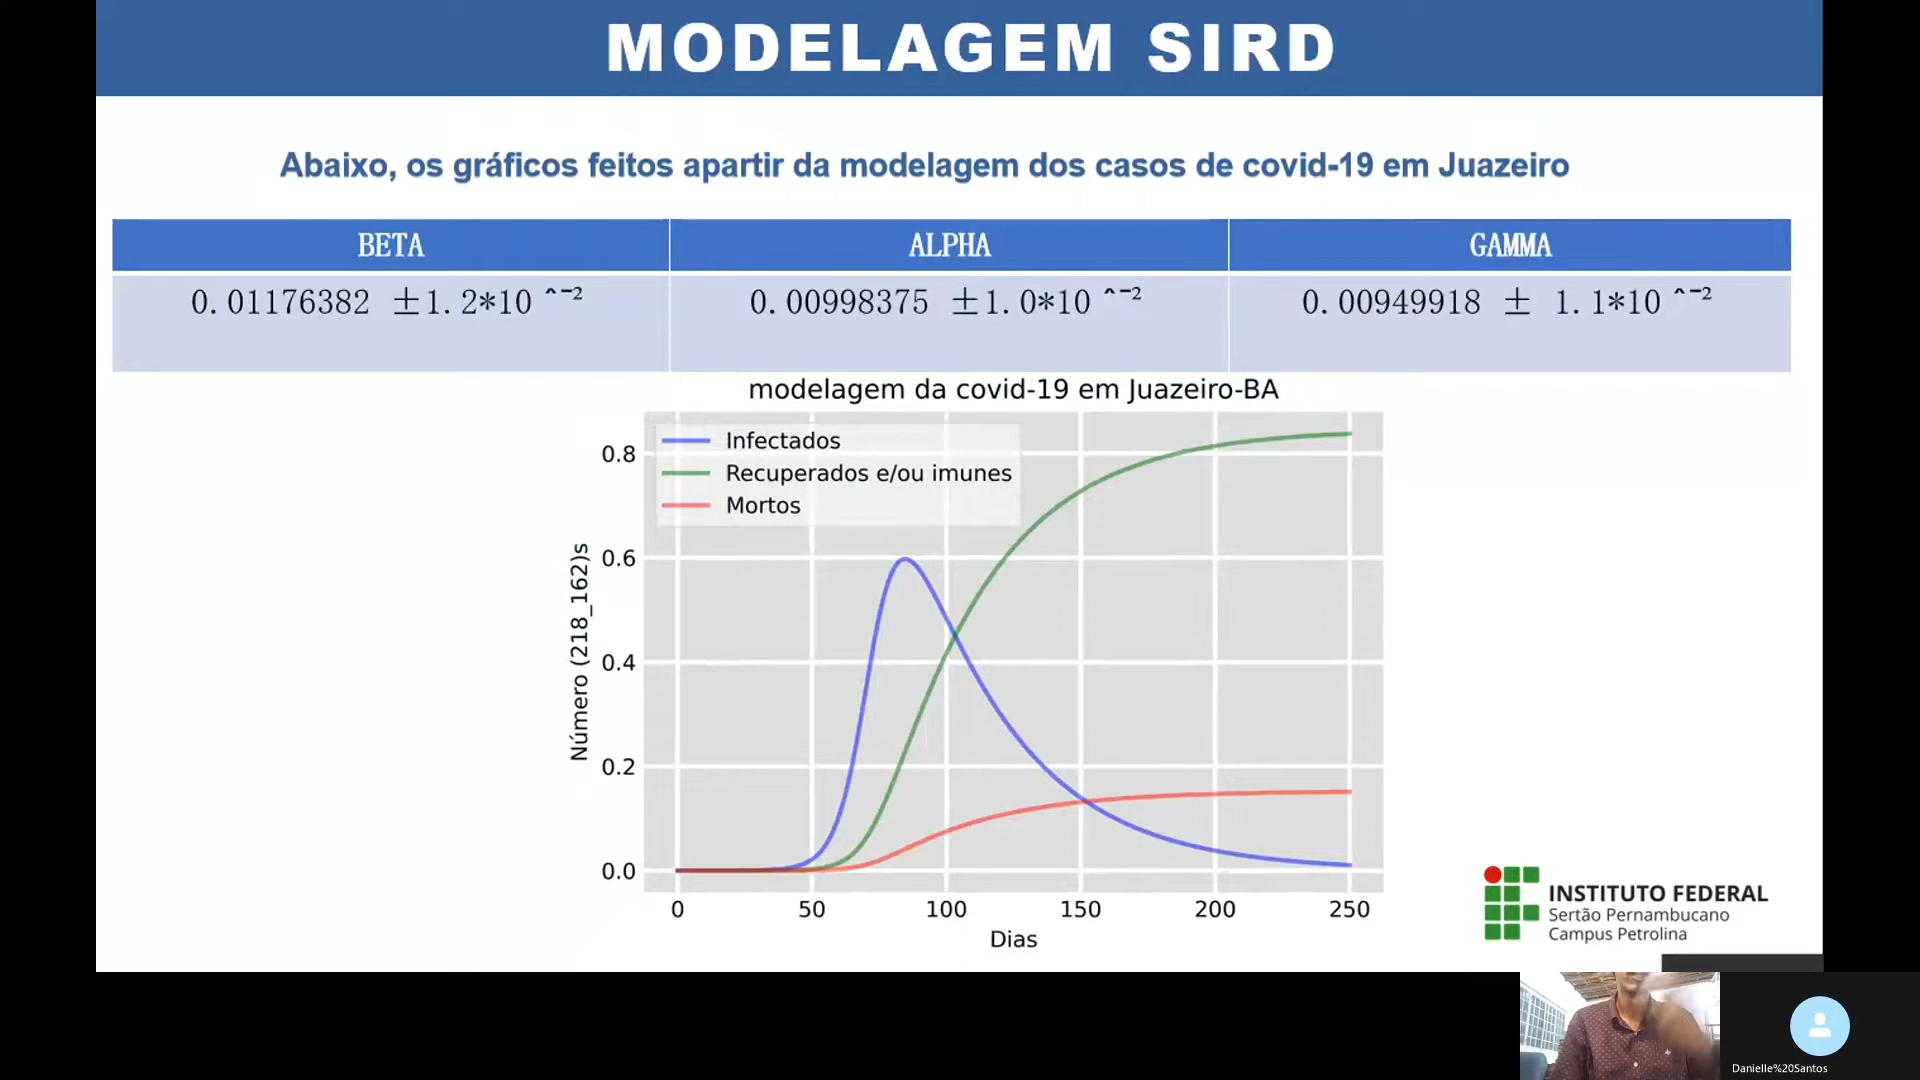 MODELAGEM SIRD
Abaixo, os gráficos feitos apartir da modelagem dos casos de covid-19 em Juazeiro
BETA ALPHA GAMMA
0.01176382 ±1.2*10 ^⁻² 0.00998375 ±1.0*10 ^⁻² 0.00949918 ± 1.1*10 ^⁻²
modelagem da covid-19 em Juazeiro-BA
Infectados
Recuperados e/ou imunes
Mortos
Número (218_162)s
0.8
0.6
0.4
0.2
0.0
0 50 100 150 200 250
Dias
INSTITUTO FEDERAL
Sertão Pernambucano
Campus Petrolina
Danielle%20Santos